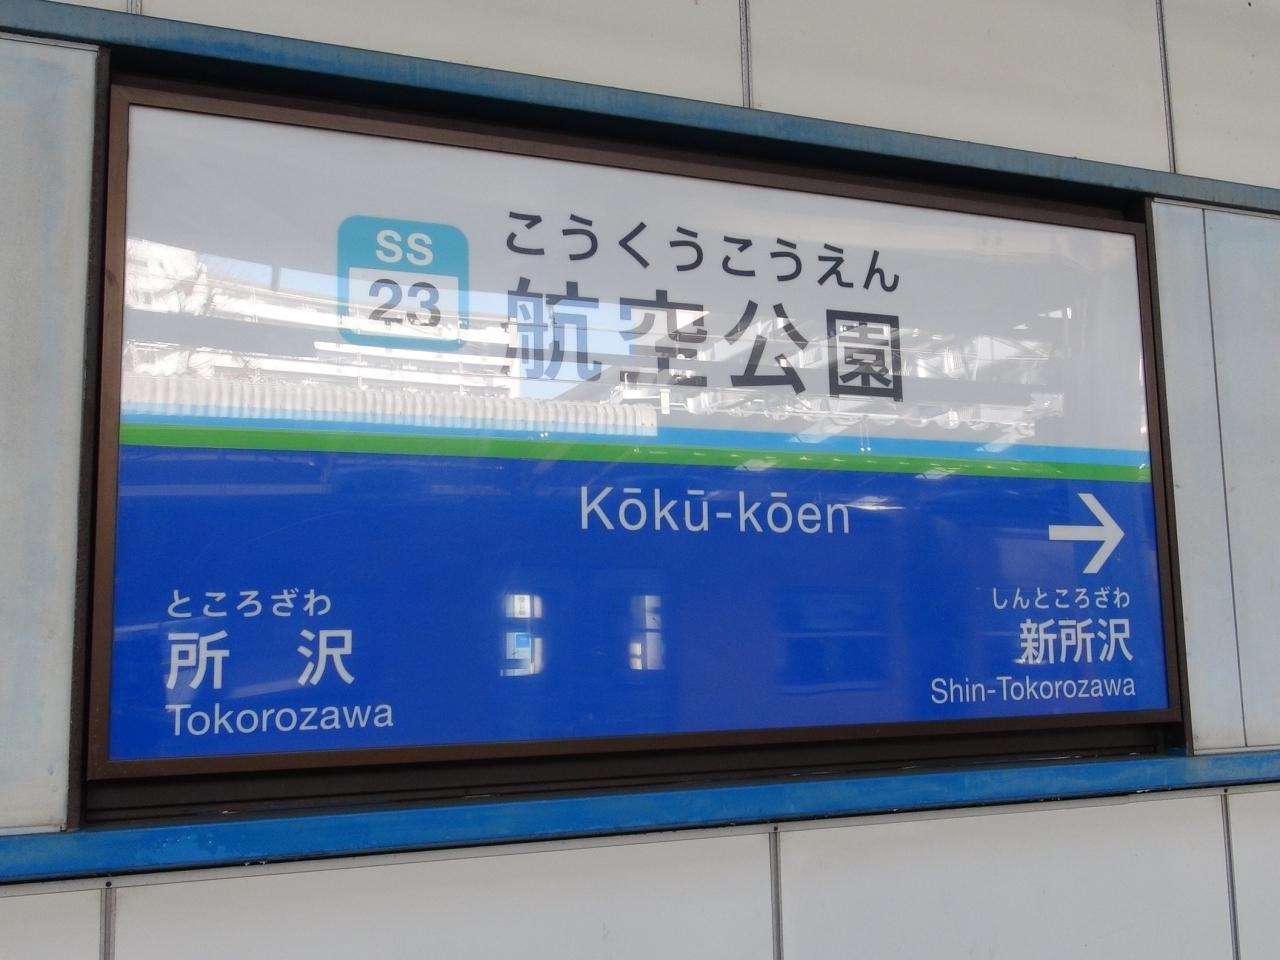 SS
23
こうくうこうえん
航空公園
Kōkū-kōen
ところざわ
所 沢
Tokorozawa
→
しんところざわ
新所沢
Shin-Tokorozawa